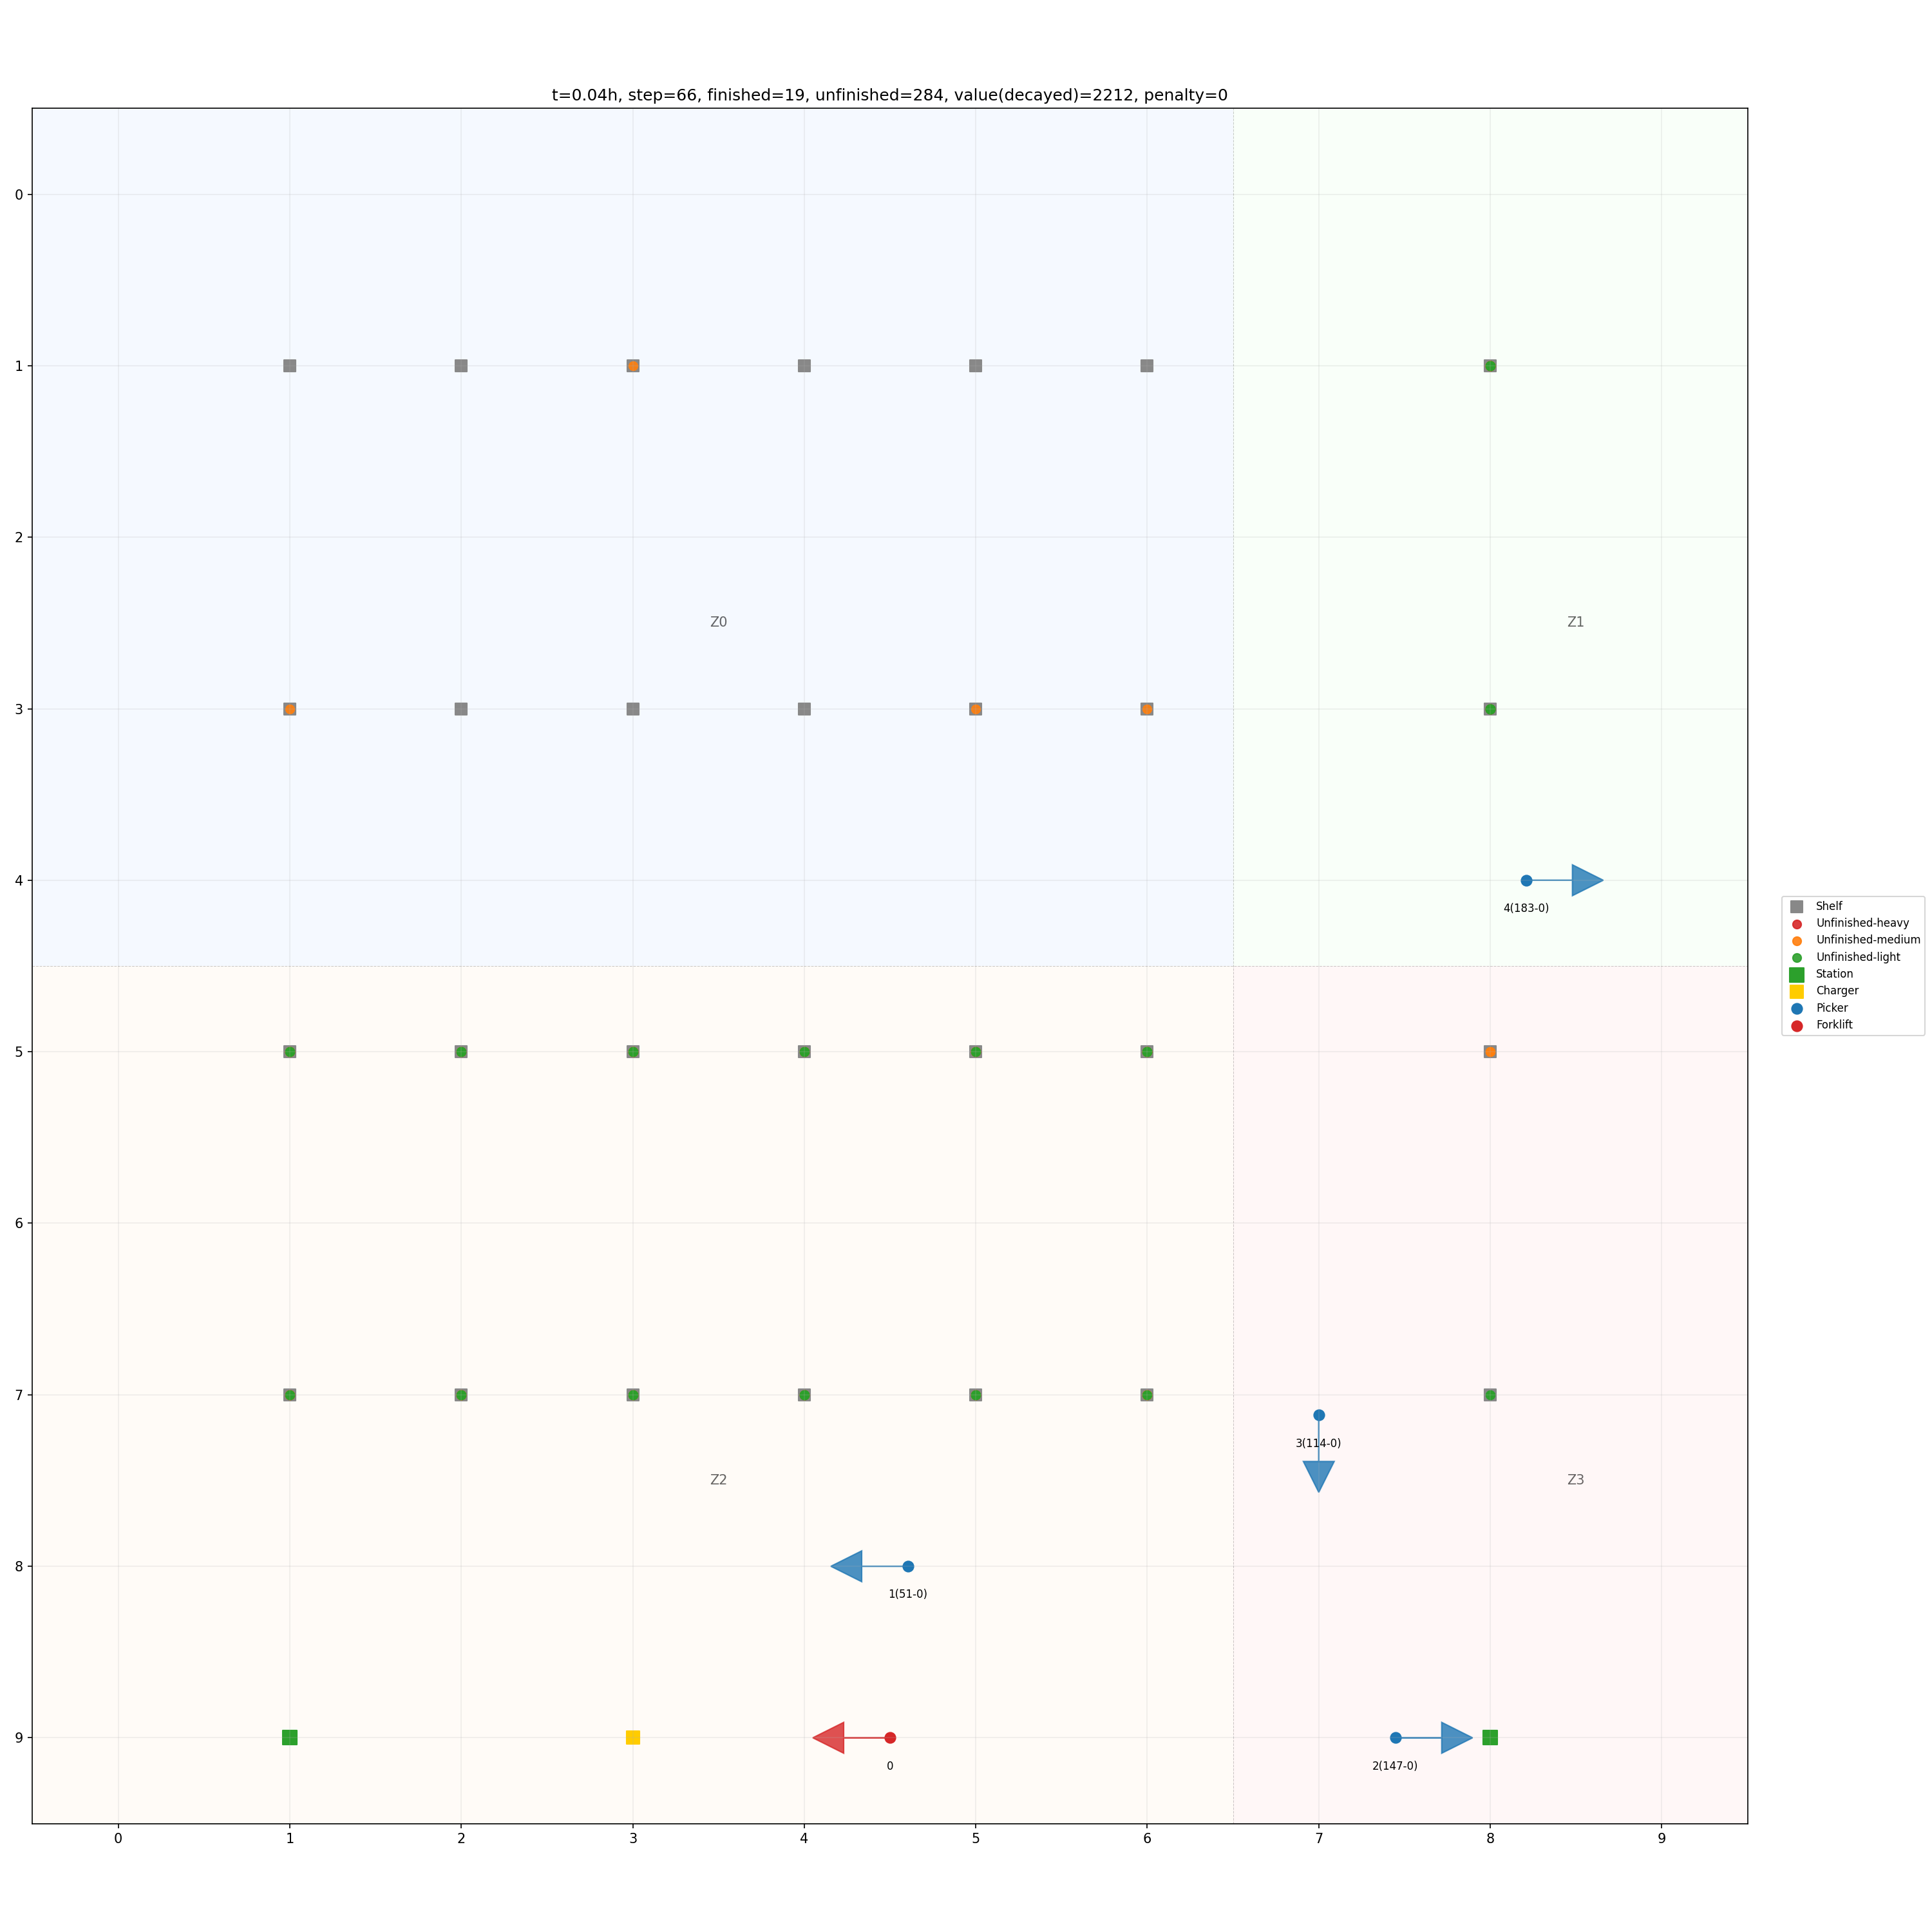 t=0.04h, step=66, finished=19, unfinished=284, value(decayed)=2212, penalty=0
0
1
2
Z0
Z1
3
4
4(183-0)
Shelf
Unfinished-heavy
Unfinished-medium
Unfinished-light
Station
Charger
Picker
Forklift
5
6
7
3(114-0)
Z2
Z3
8
1(51-0)
9
0
2(147-0)
0 1 2 3 4 5 6 7 8 9